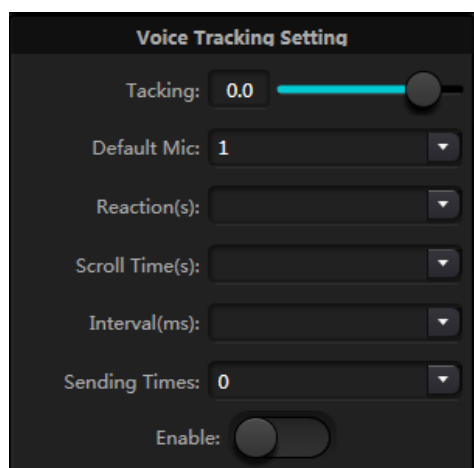 Voice Tracking Setting
Tacking: 0.0
Default Mic: 1
Reaction(s):
Scroll Time(s):
Interval(ms):
Sending Times: 0
Enable: